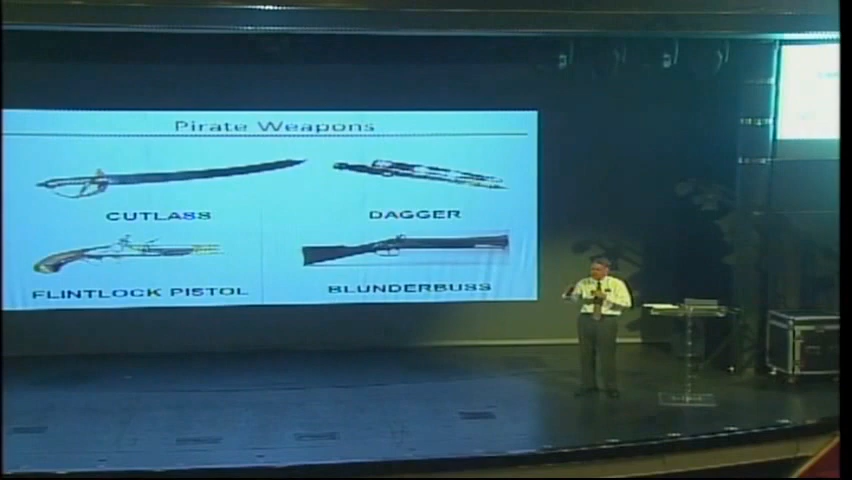 Pirate Weapons
CUTLASS
DAGGER
FLINTLOCK PISTOL
BLUNDERBUSS